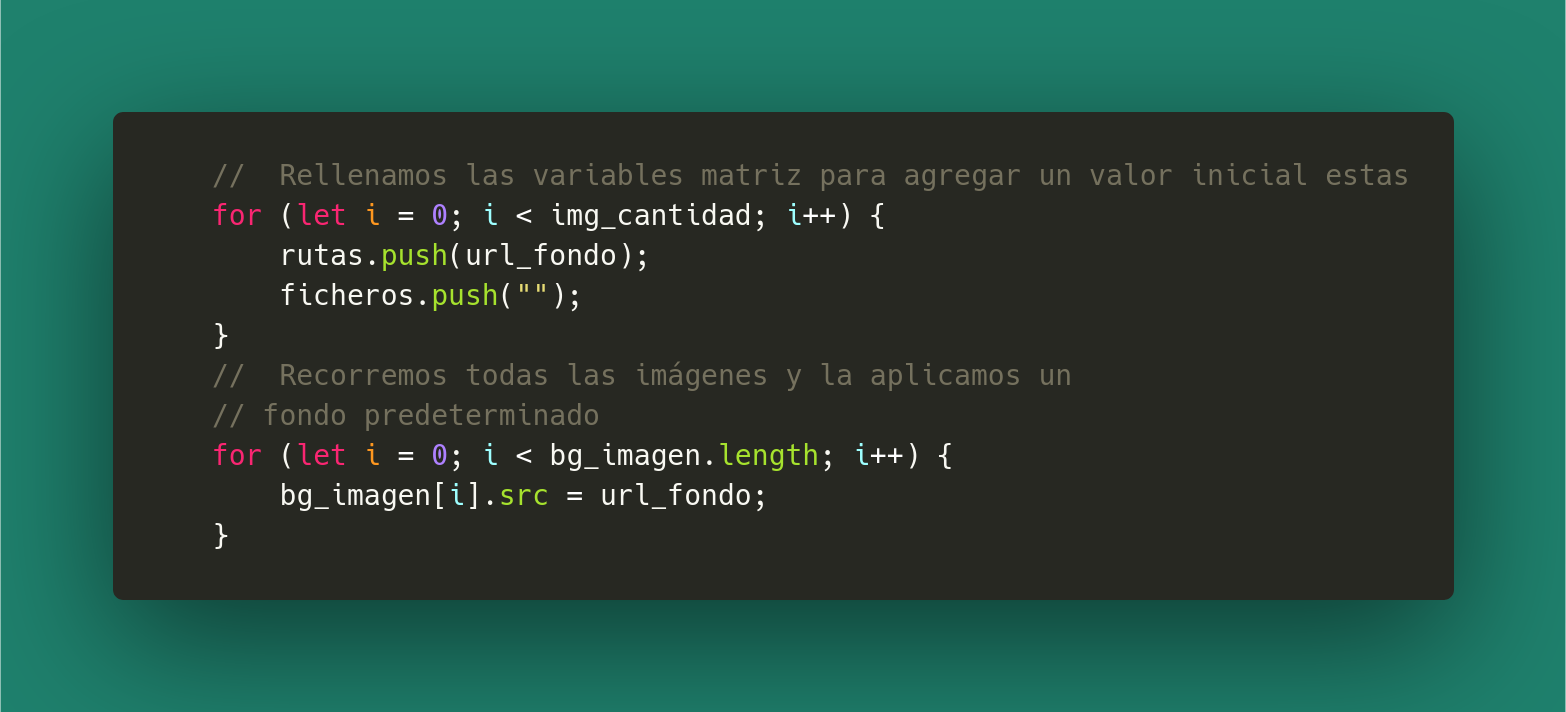 //  Rellenamos las variables matriz para agregar un valor inicial estas
for (let i = 0; i < img_cantidad; i++) {
    rutas.push(url_fondo);
    ficheros.push("");
}
//  Recorremos todas las imágenes y la aplicamos un
// fondo predeterminado
for (let i = 0; i < bg_imagen.length; i++) {
    bg_imagen[i].src = url_fondo;
}